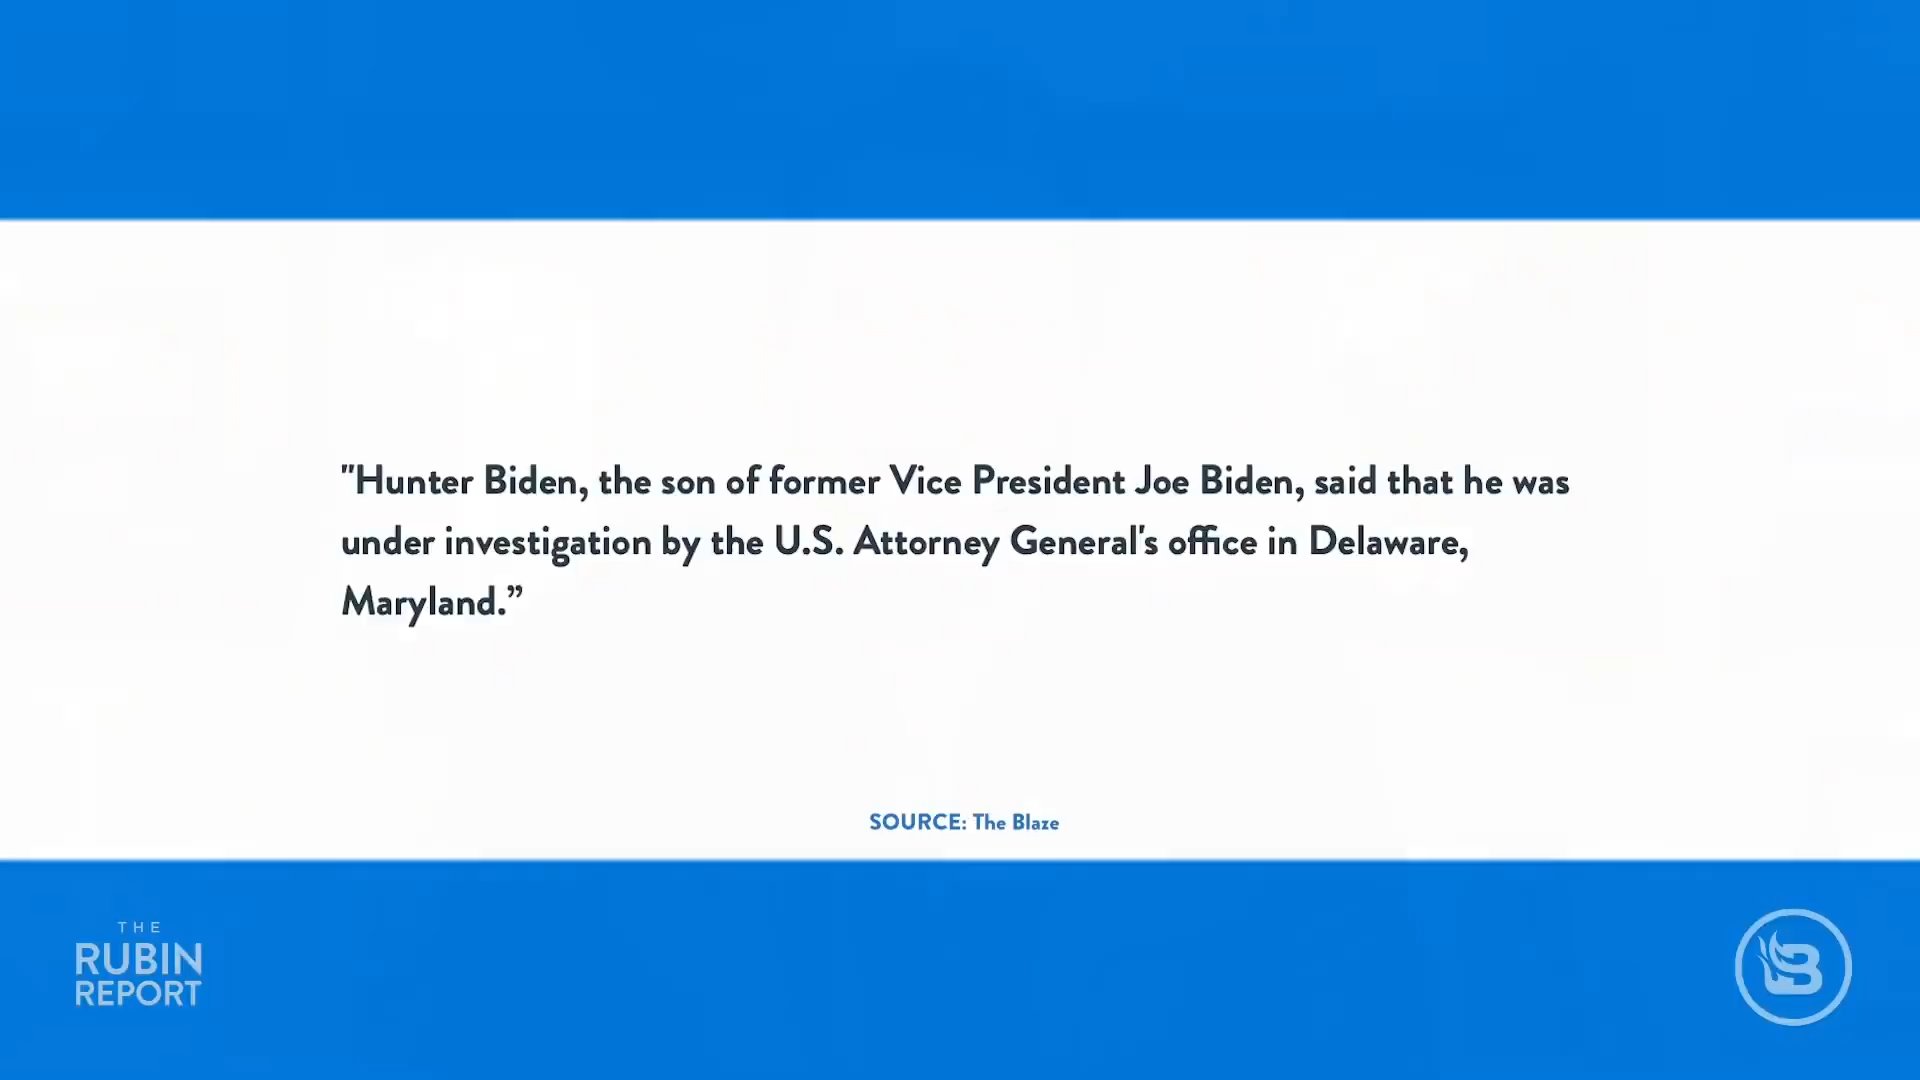 "Hunter Biden, the son of former Vice President Joe Biden, said that he was
under investigation by the U.S. Attorney General's office in Delaware,
Maryland.”
SOURCE: The Blaze
THE
RUBIN
REPORT
B